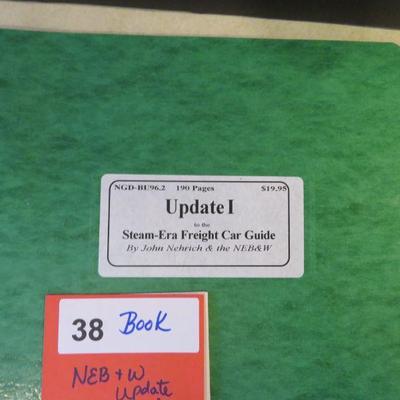 NGD-BU96.2 190 Pages $19.95
Update I
to the
Steam-Era Freight Car Guide
By John Nehrich & the NEB&W
38 Book
NEB + W
Update